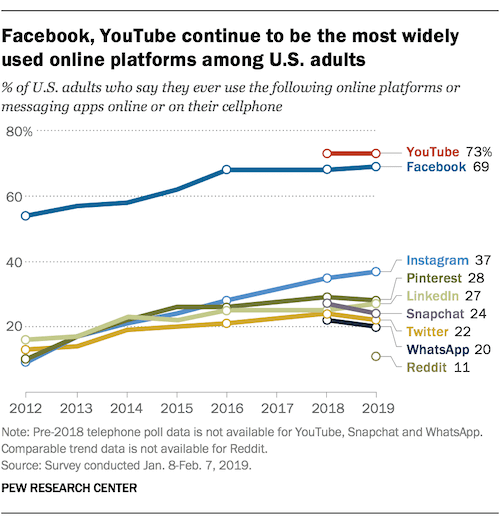 Facebook, YouTube continue to be the most widely
used online platforms among U.S. adults
% of U.S. adults who say they ever use the following online platforms or
messaging apps online or on their cellphone
80%
YouTube 73%
Facebook 69
60
40
Instagram 37
Pinterest 28
LinkedIn 27
Snapchat 24
20
Twitter 22
WhatsApp 20
Reddit 11
2012 2013 2014 2015 2016 2017 2018 2019
Note: Pre-2018 telephone poll data is not available for YouTube, Snapchat and WhatsApp.
Comparable trend data is not available for Reddit.
Source: Survey conducted Jan. 8-Feb. 7, 2019.
PEW RESEARCH CENTER